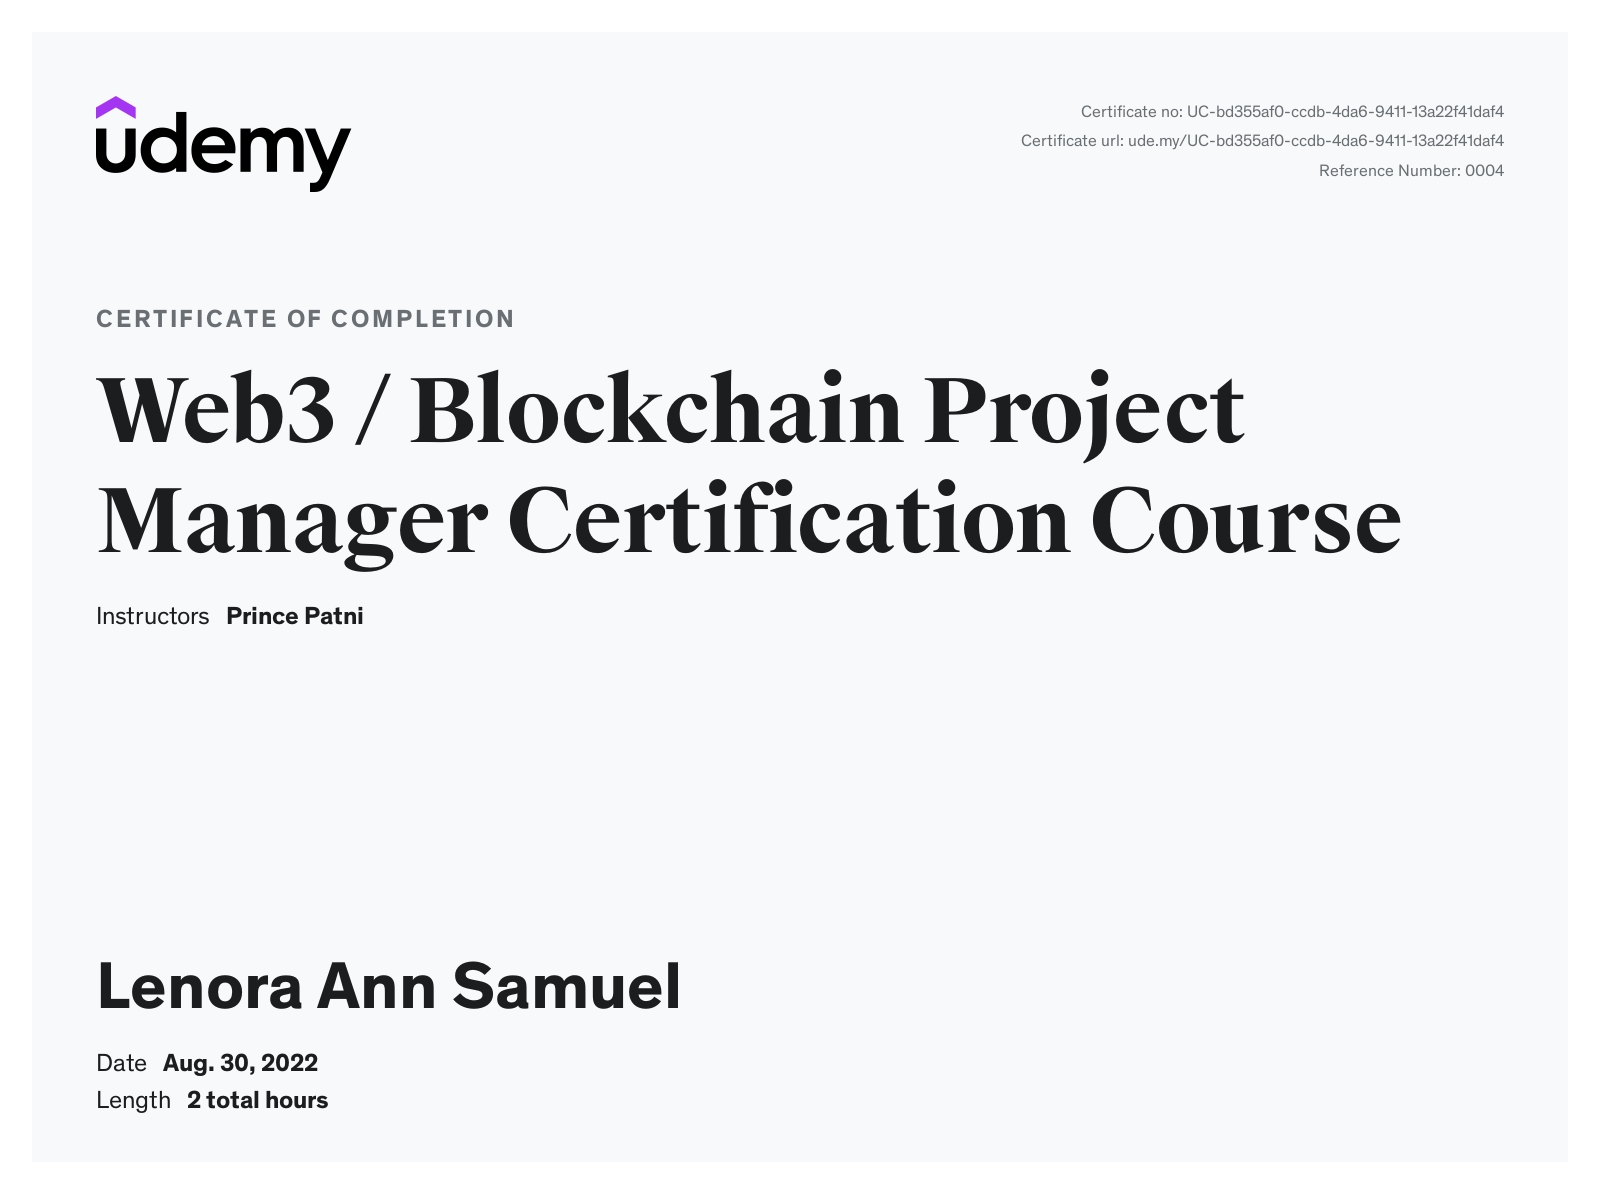 udemy
Certificate no: UC-bd355af0-ccdb-4da6-9411-13a22f41daf4
Certificate url: ude.my/UC-bd355af0-ccdb-4da6-9411-13a22f41daf4
Reference Number: 0004
CERTIFICATE OF COMPLETION
Web3 / Blockchain Project
Manager Certification Course
Instructors Prince Patni
Lenora Ann Samuel
Date Aug. 30, 2022
Length 2 total hours